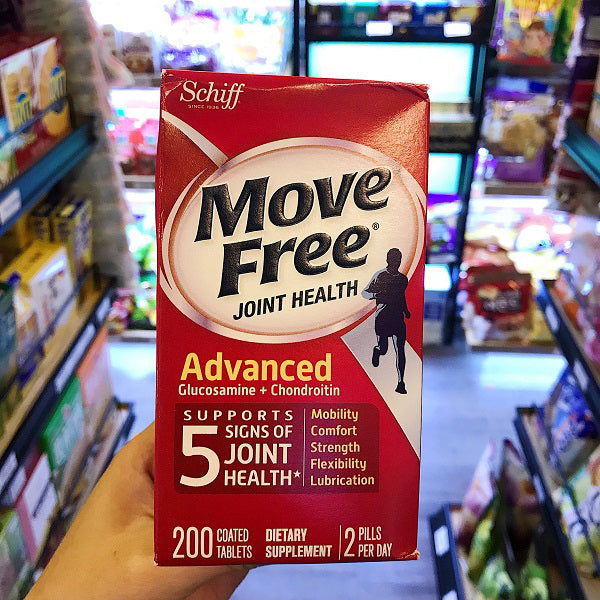 Schiff
SINCE 1936
Move
Free®
JOINT HEALTH
Advanced
Glucosamine + Chondroitin
SUPPORTS
5 SIGNS OF
JOINT
HEALTH*
Mobility
Comfort
Strength
Flexibility
Lubrication
200 COATED
TABLETS
DIETARY
SUPPLEMENT
2 PILLS
PER DAY